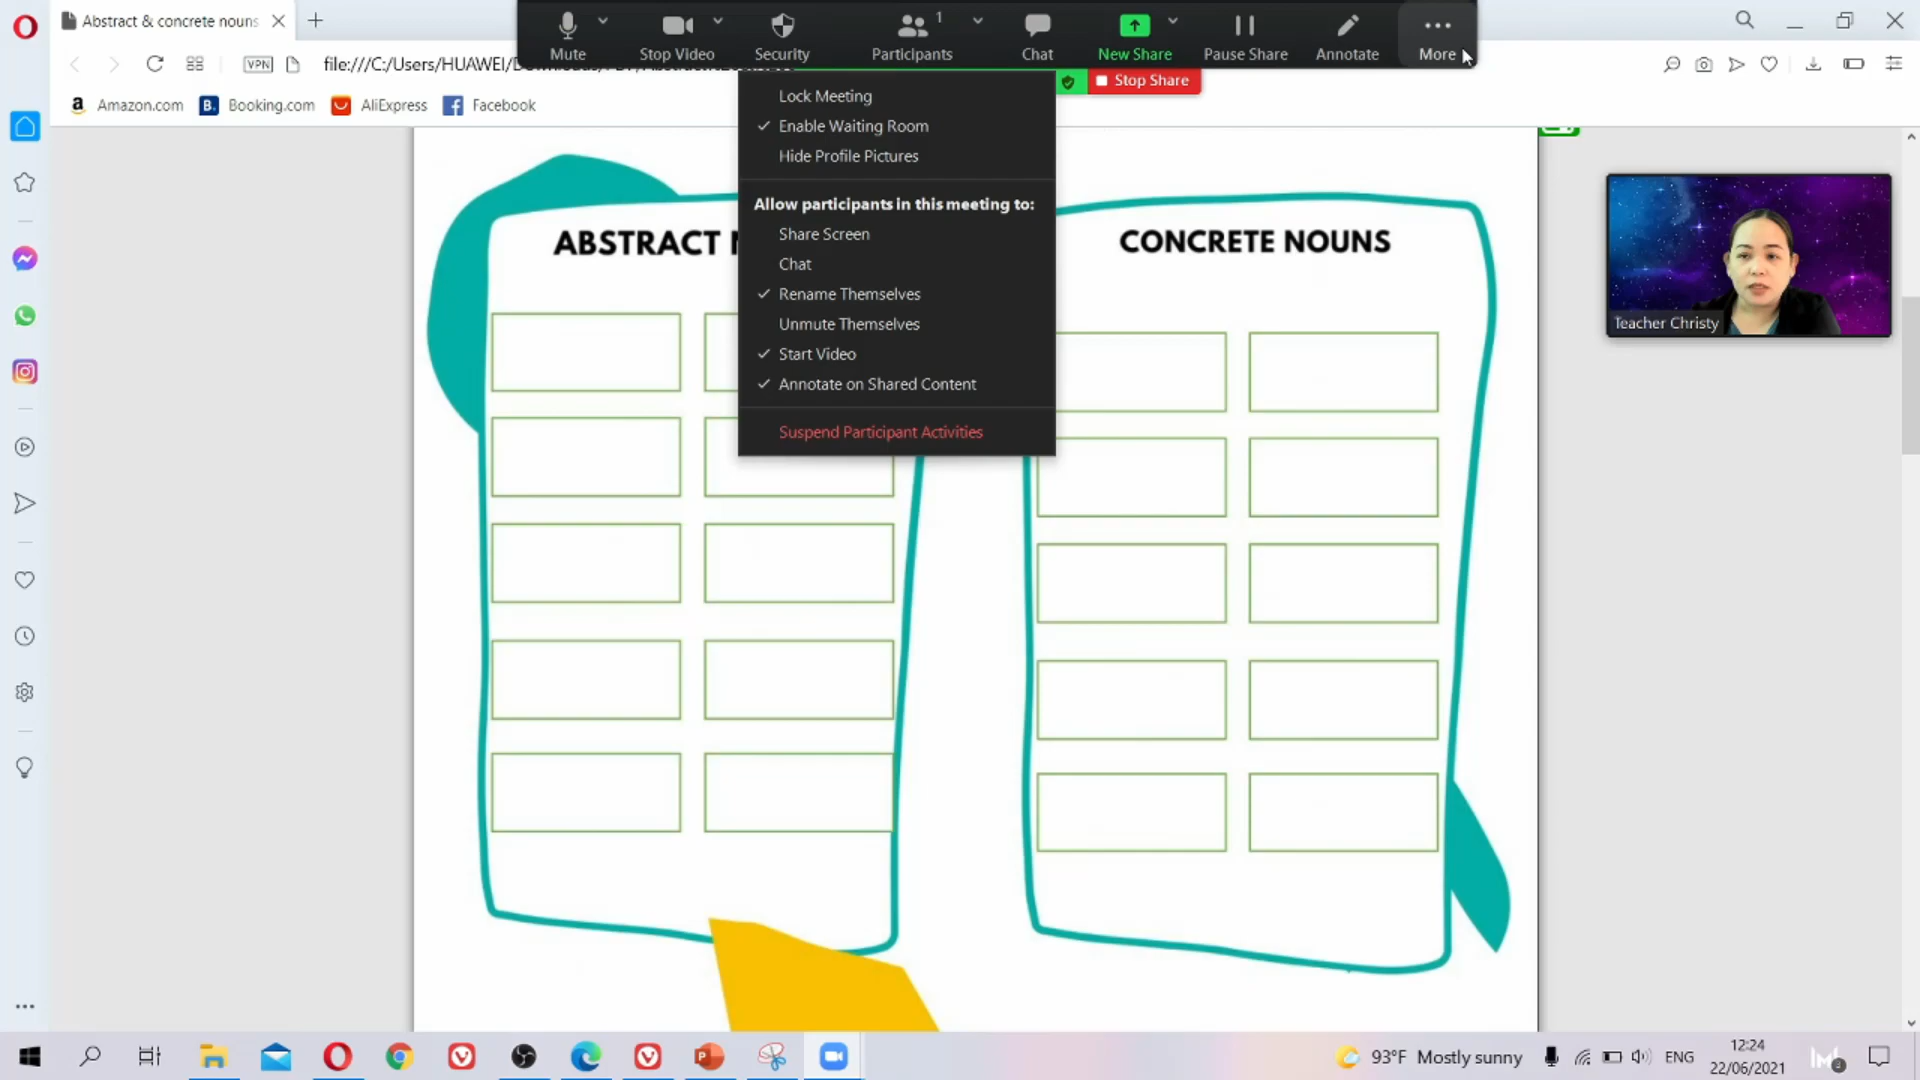 Abstract & concrete nouns
Mute
Stop Video
Security
Participants
1
Chat
New Share
Pause Share
Annotate
More
VPN
file:///C:/Users/HUAWEI/
Stop Share
Amazon.com
Booking.com
AliExpress
Facebook
Lock Meeting
Enable Waiting Room
Hide Profile Pictures
Allow participants in this meeting to:
Share Screen
Chat
Rename Themselves
Unmute Themselves
Start Video
Annotate on Shared Content
Suspend Participant Activities
ABSTRACT
CONCRETE NOUNS
Teacher Christy
93°F Mostly sunny
ENG
12:24
22/06/2021